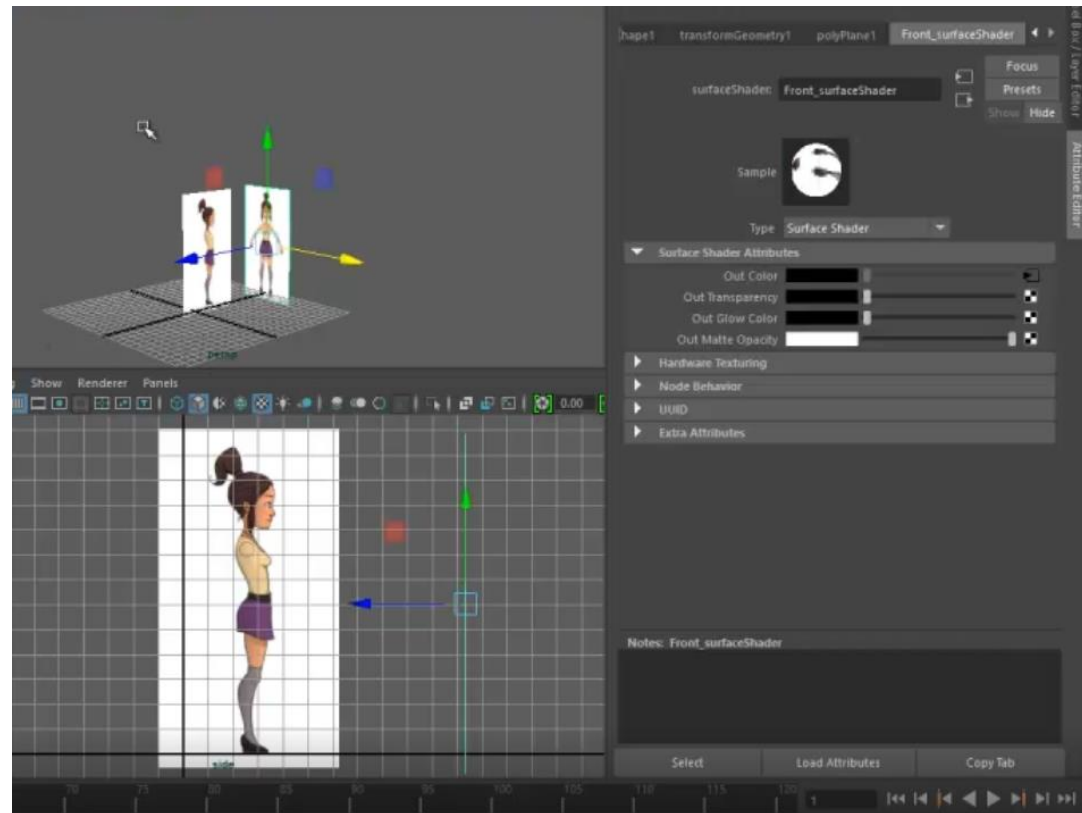 hape1 transformGeometry1 polyPlane1 Front_surfaceShader
Focus
surfaceShader: Front_surfaceShader
Presets
Show Hide
Sample
Type Surface Shader
Surface Shader Attributes
Out Color
Out Transparency
Out Glow Color
Out Matte Opacity
Hardware Texturing
Node Behavior
UUID
Extra Attributes
Notes: Front_surfaceShader
Select Load Attributes Copy Tab
Box / Layer Editor
Attribute Editor
persp
Show Renderer Panels
0.00
side
70 75 80 85 90 95 100 105 110 115 120
1